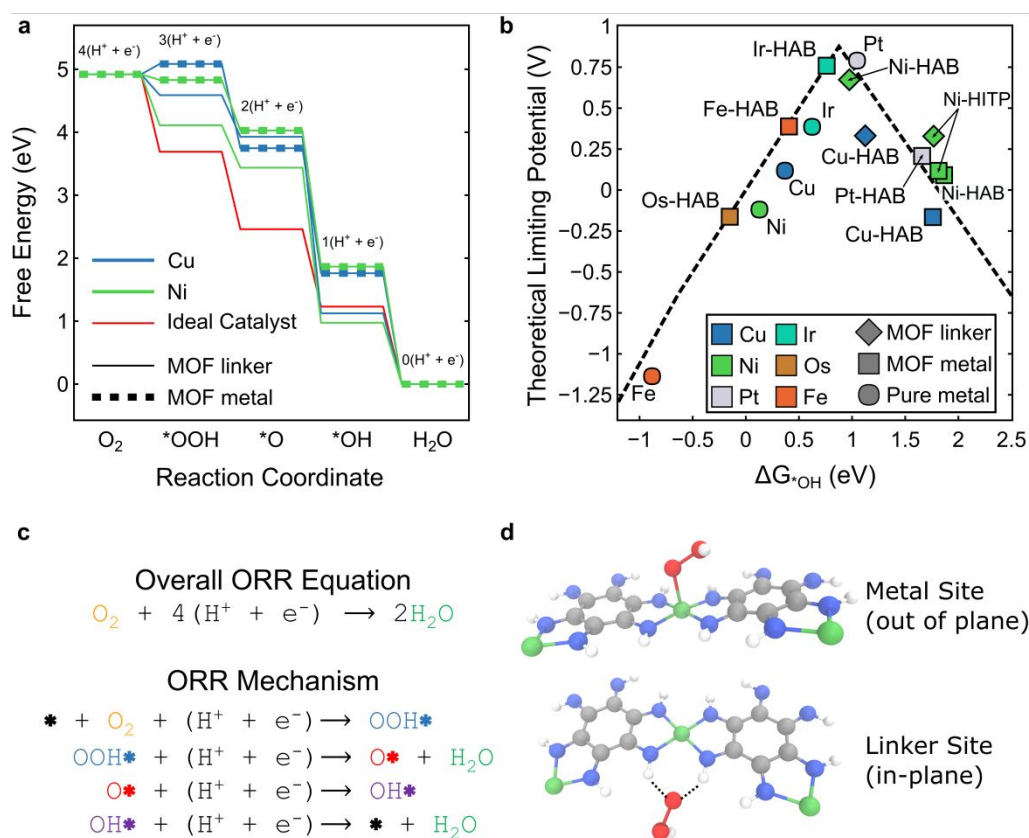 a
4(H⁺ + e⁻)
3(H⁺ + e⁻)
2(H⁺ + e⁻)
1(H⁺ + e⁻)
0(H⁺ + e⁻)
Free Energy (eV)
5
4
3
2
1
0
Cu
Ni
Ideal Catalyst
MOF linker
MOF metal
O₂ *OOH *O *OH H₂O
Reaction Coordinate
b
Theoretical Limiting Potential (V)
1
0.75
0.5
0.25
0
−0.25
−0.5
−0.75
−1
−1.25
Ir-HAB
Pt
Ni-HAB
Fe-HAB
Ir
Ni-HITP
Cu-HAB
Cu
Pt-HAB
Ni-HAB
Os-HAB
Ni
Cu-HAB
Fe
Cu Ir MOF linker
Ni Os MOF metal
Pt Fe Pure metal
−1 −0.5 0 0.5 1 1.5 2 2.5
ΔG*OH (eV)
c
Overall ORR Equation
O₂ + 4(H⁺ + e⁻) → 2H₂O
ORR Mechanism
* + O₂ + (H⁺ + e⁻) → OOH*
OOH* + (H⁺ + e⁻) → O* + H₂O
O* + (H⁺ + e⁻) → OH*
OH* + (H⁺ + e⁻) → * + H₂O
d
Metal Site
(out of plane)
Linker Site
(in-plane)